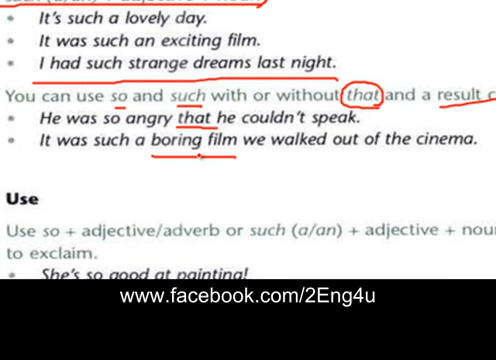 • It's such a lovely day.
• It was such an exciting film.
• I had such strange dreams last night.
You can use so and such with or without that and a result c
• He was so angry that he couldn't speak.
• It was such a boring film we walked out of the cinema.
Use
Use so + adjective/adverb or such (a/an) + adjective + nou
to exclaim.
• She's so good at painting!
www.facebook.com/2Eng4u